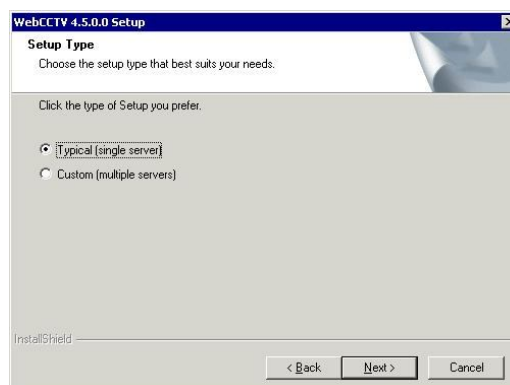 WebCCTV 4.5.0.0 Setup
Setup Type
Choose the setup type that best suits your needs.
Click the type of Setup you prefer.
Typical (single server)
Custom (multiple servers)
InstallShield
< Back Next > Cancel